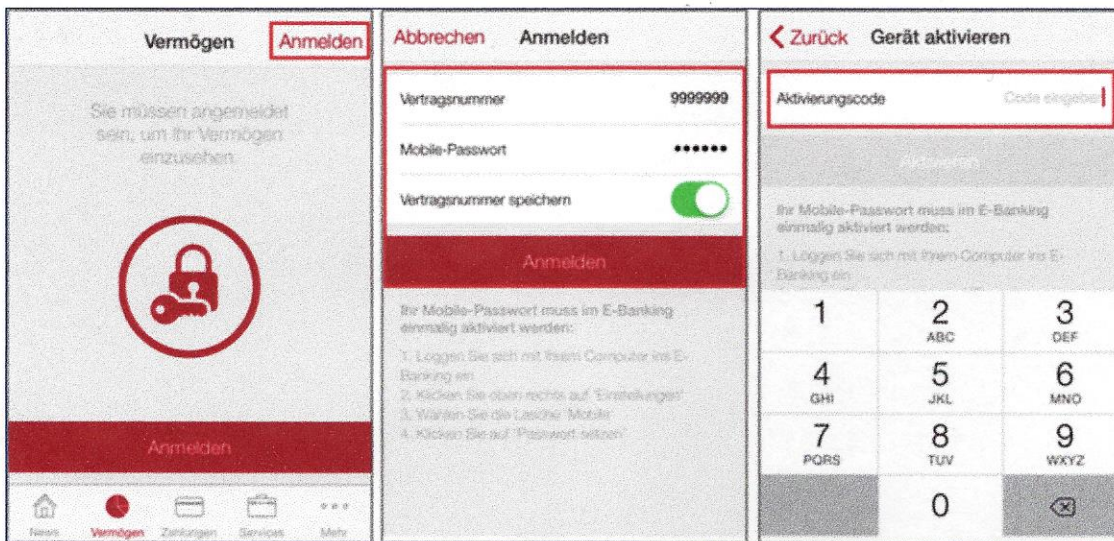 Vermögen Anmelden
Sie müssen angemeldet
sein, um Ihr Vermögen
einzusehen.
Anmelden
News Vermögen Zahlungen Services Mehr
Abbrechen Anmelden
Vertragsnummer 9999999
Mobile-Passwort ••••••
Vertragsnummer speichern
Anmelden
Ihr Mobile-Passwort muss im E-Banking
einmalig aktiviert werden:
1. Loggen Sie sich mit Ihrem Computer ins E-
Banking ein
2. Klicken Sie oben rechts auf 'Einstellungen'
3. Wählen Sie die Lasche 'Mobile'
4. Klicken Sie auf 'Passwort setzen'
Zurück Gerät aktivieren
Aktivierungscode Code eingeben
Aktivieren
Ihr Mobile-Passwort muss im E-Banking
einmalig aktiviert werden:
1. Loggen Sie sich mit Ihrem Computer ins E-
Banking ein
1 2 3
ABC DEF
4 5 6
GHI JKL MNO
7 8 9
PQRS TUV WXYZ
0